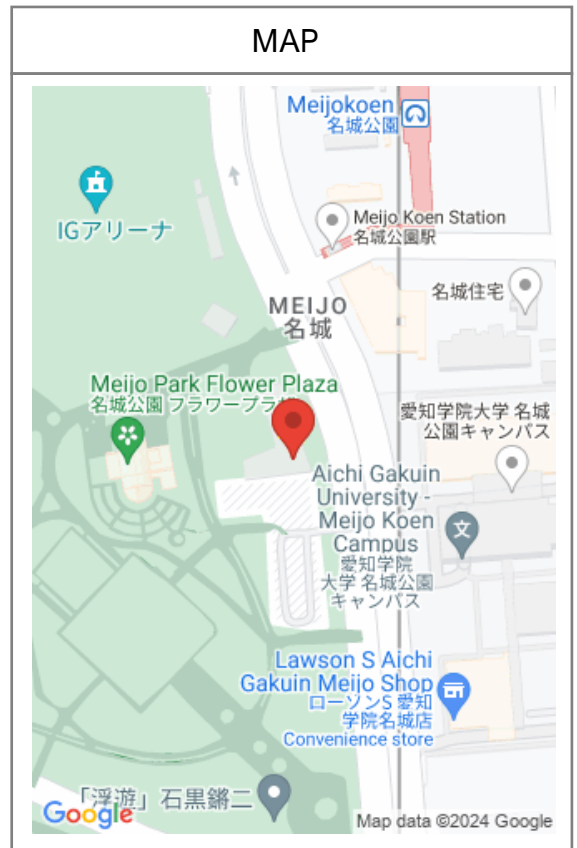 MAP
Meijokoen
名城公園
IGアリーナ
Meijo Koen Station
名城公園駅
名城住宅
MEIJO
名城
Meijo Park Flower Plaza
名城公園 フラワープラザ
愛知学院大学 名城
公園キャンパス
Aichi Gakuin
University -
Meijo Koen
Campus
愛知学院
大学 名城公園
キャンパス
文
Lawson S Aichi
Gakuin Meijo Shop
ローソンS 愛知
学院名城店
Convenience store
「浮遊」石黒鏘二
Google
Map data ©2024 Google